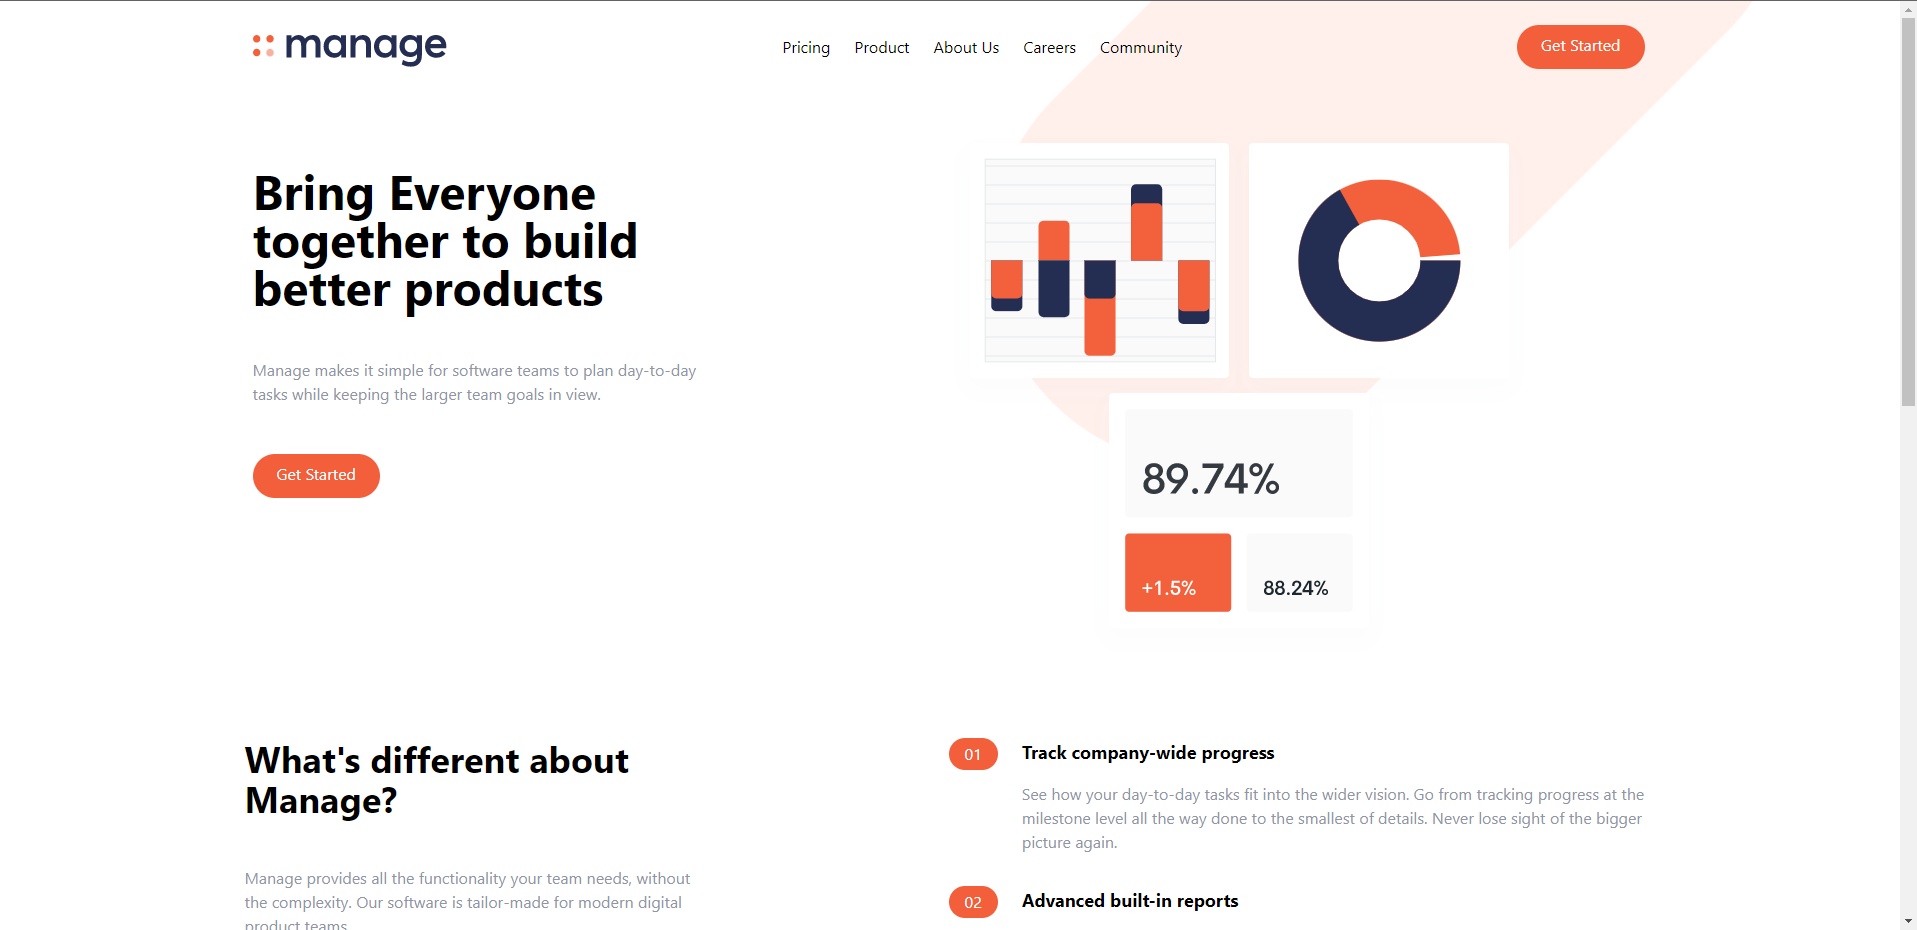 manage
Pricing Product About Us Careers Community
Get Started
Bring Everyone
together to build
better products
Manage makes it simple for software teams to plan day-to-day
tasks while keeping the larger team goals in view.
Get Started
89.74%
+1.5%
88.24%
What's different about
Manage?
Manage provides all the functionality your team needs, without
the complexity. Our software is tailor-made for modern digital
product teams.
01
Track company-wide progress
See how your day-to-day tasks fit into the wider vision. Go from tracking progress at the
milestone level all the way done to the smallest of details. Never lose sight of the bigger
picture again.
02
Advanced built-in reports